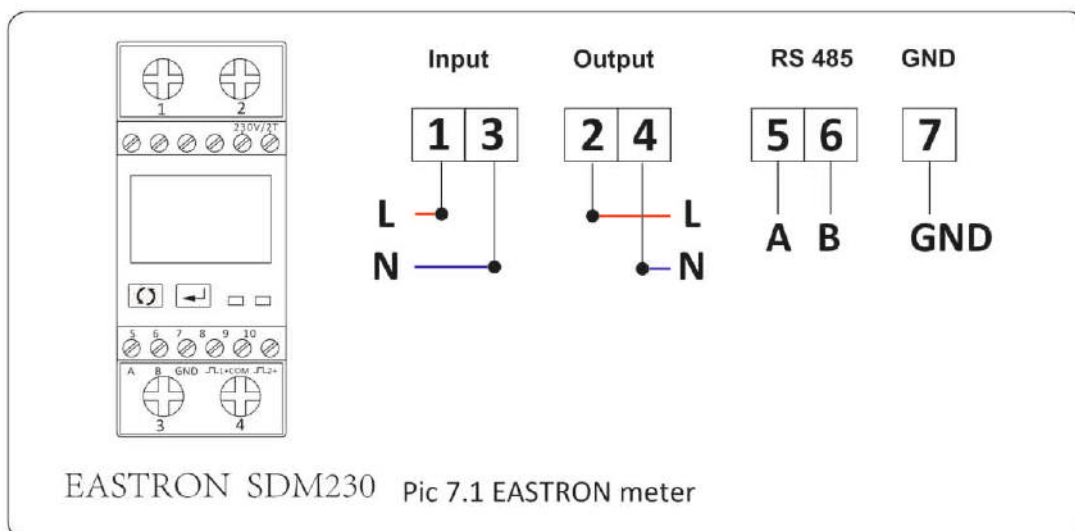 Input Output RS 485 GND
1 2
230V/2T
1 3 2 4 5 6 7
L L
N N
A B GND
5 6 7 8 9 10
A B GND 1+COM 2+
3 4
EASTRON SDM230 Pic 7.1 EASTRON meter